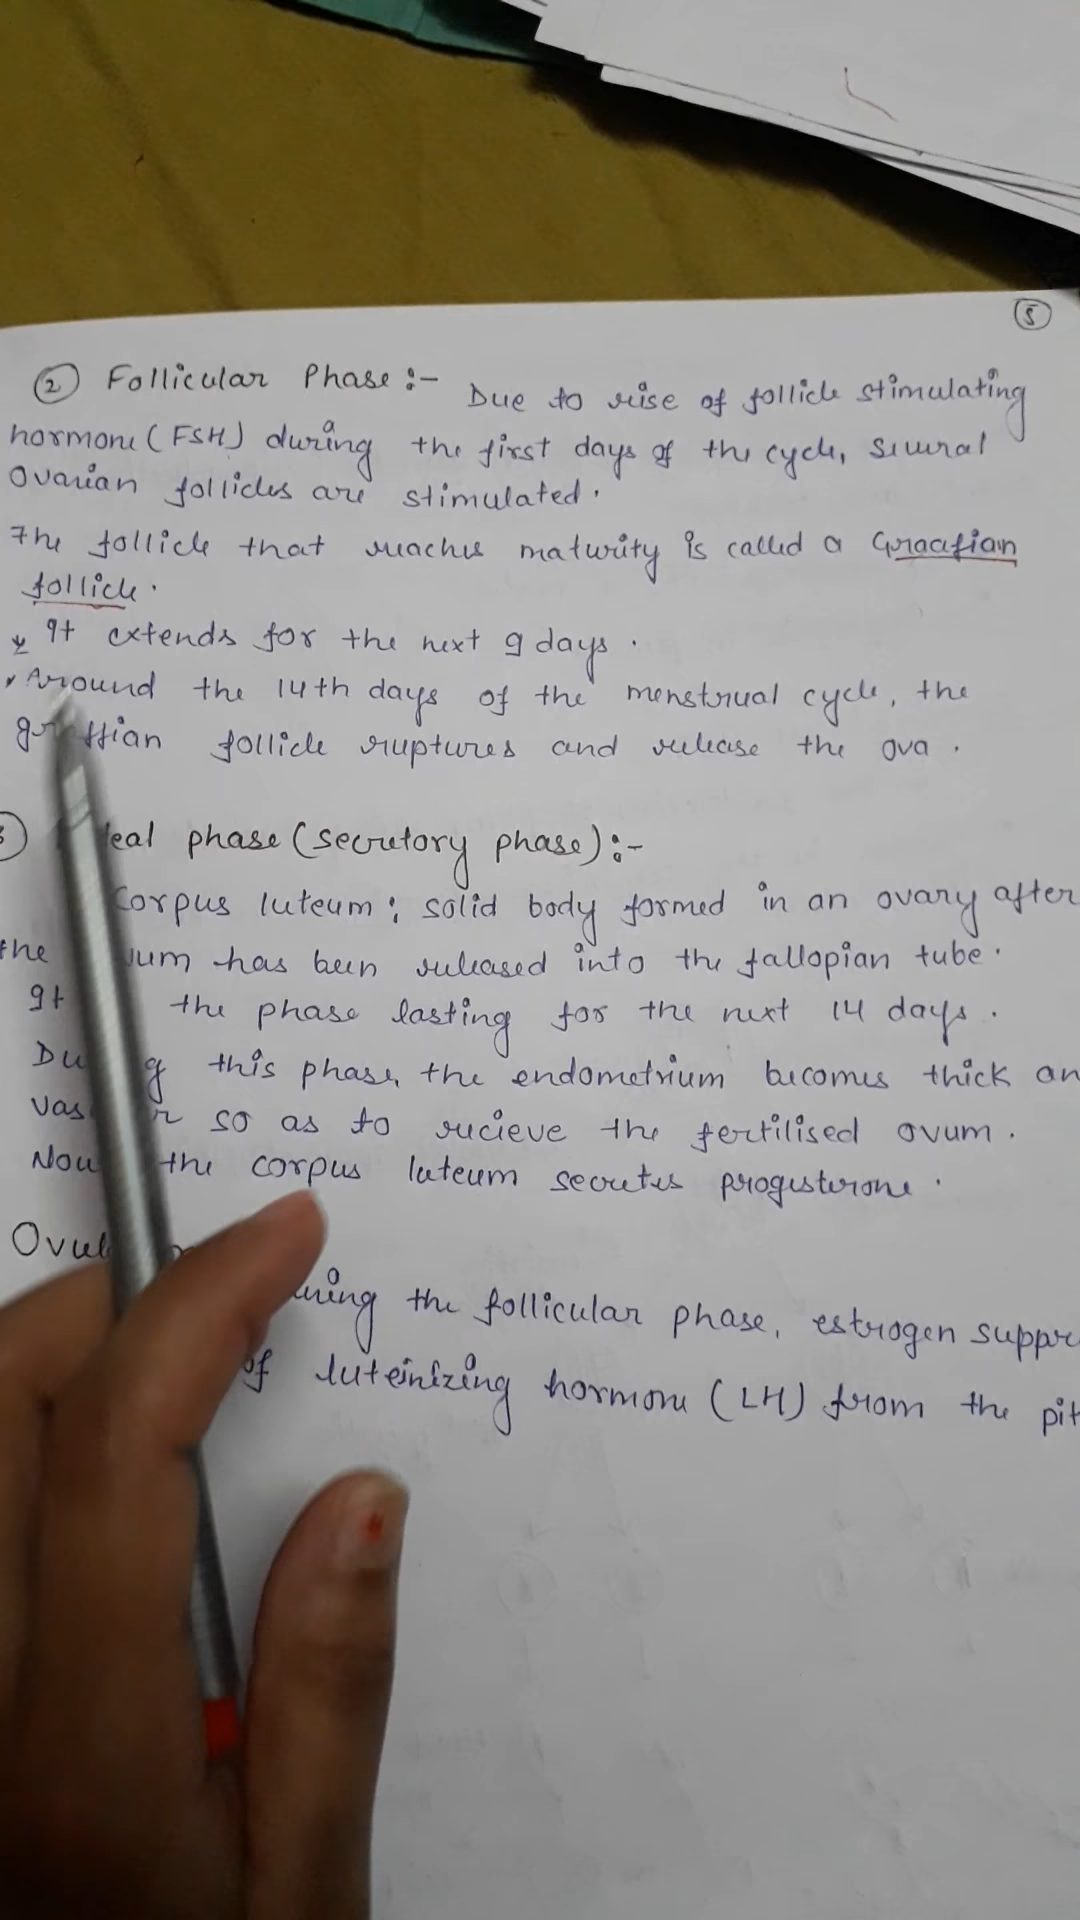 5
2 Follicular Phase :- Due to rise of follicle stimulating
hormone (FSH) during the first days of the cycle, several
Ovarian follicles are stimulated.
The follicle that reaches maturity is called a Graafian
follicle.
* It extends for the next 9 days.
Around the 14th days of the menstrual cycle, the
follicle ruptures and release the ova.
phase (secretory phase) :-
Corpus luteum : solid body formed in an ovary after
the has been released into the fallopian tube.
It the phase lasting for the next 14 days.
this phase, the endometrium becomes thick
so as to recieve the fertilised ovum.
the corpus luteum secretes progesterone.
the follicular phase, estrogen
of luteinizing hormone (LH) from the